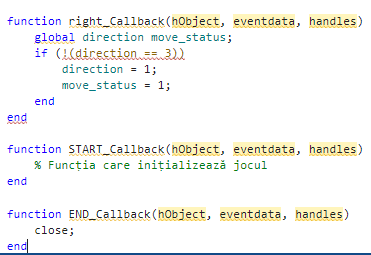 function right_Callback(hObject, eventdata, handles)
    global direction move_status;
    if (!(direction == 3))
        direction = 1;
        move_status = 1;
    end
end
function START_Callback(hObject, eventdata, handles)
    % Funcția care inițializează jocul
end
function END_Callback(hObject, eventdata, handles)
    close;
end